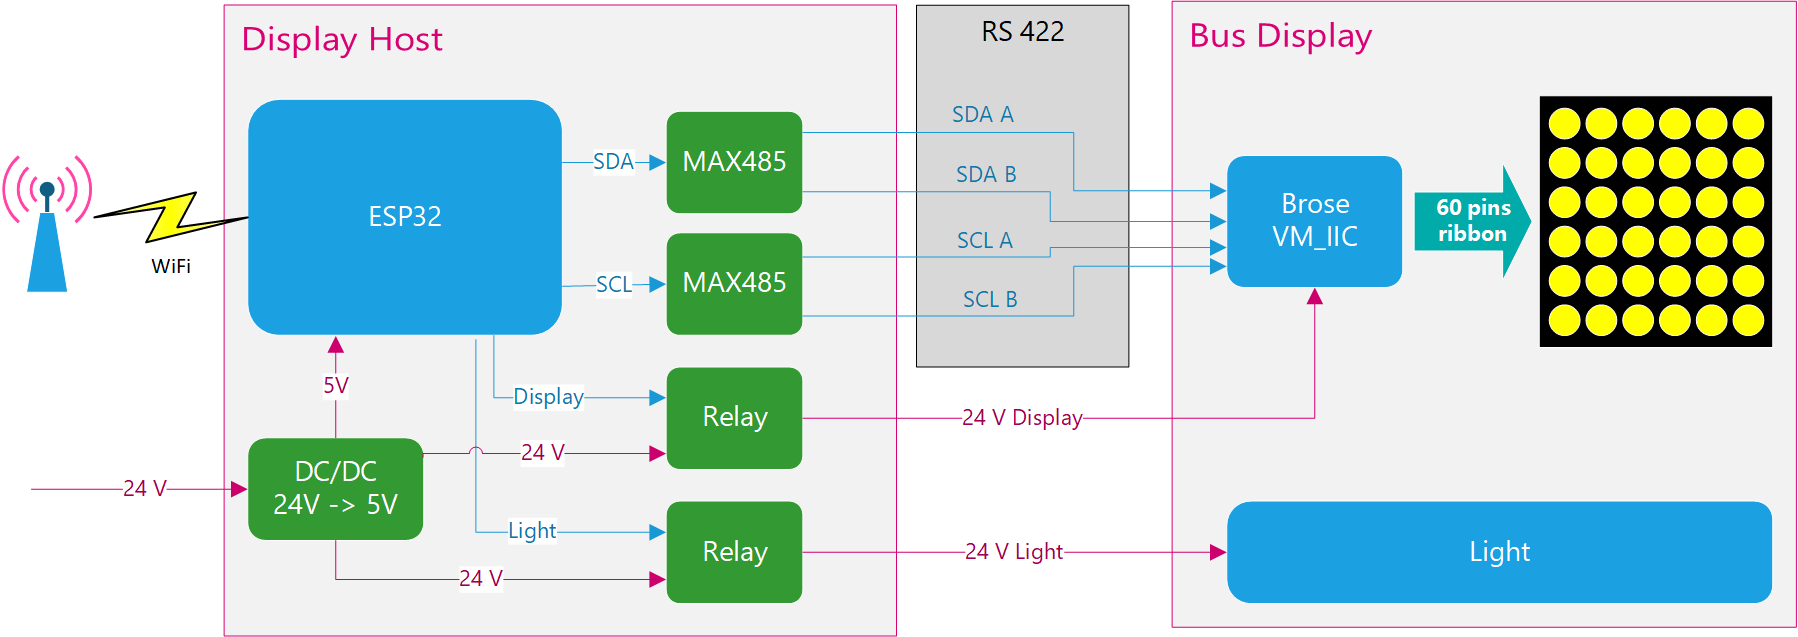 Display Host
RS 422
Bus Display
SDA A
SDA
MAX485
SDA B
Brose
VM_IIC
60 pins
ribbon
ESP32
WiFi
SCL A
SCL
MAX485
SCL B
5V
Display
Relay
24 V Display
24 V
DC/DC
24V -> 5V
24 V
Light
Relay
24 V Light
Light
24 V